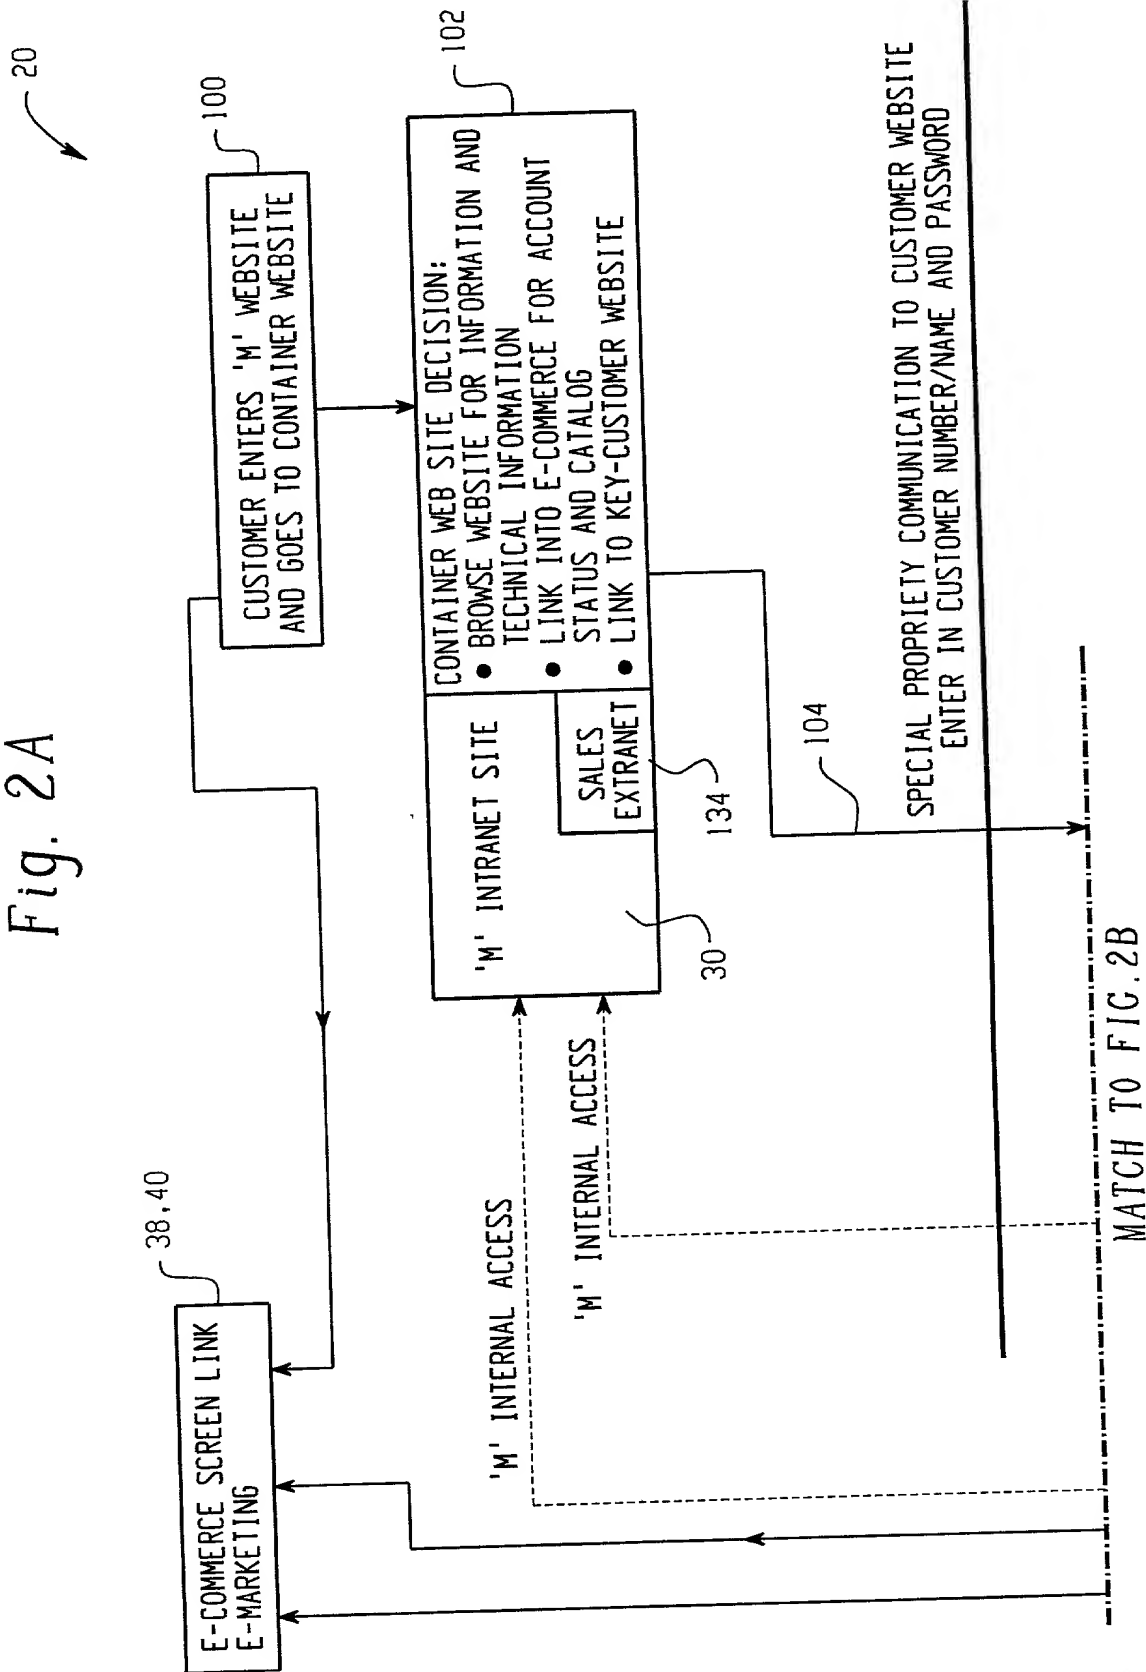 Fig. 2A
20
E-COMMERCE SCREEN LINK
E-MARKETING
38,40
CUSTOMER ENTERS 'M' WEBSITE
AND GOES TO CONTAINER WEBSITE
100
'M' INTRANET SITE
30
SALES
EXTRANET
134
CONTAINER WEB SITE DECISION:
● BROWSE WEBSITE FOR INFORMATION AND
TECHNICAL INFORMATION
● LINK INTO E-COMMERCE FOR ACCOUNT
STATUS AND CATALOG
● LINK TO KEY-CUSTOMER WEBSITE
102
'M' INTERNAL ACCESS
'M' INTERNAL ACCESS
104
SPECIAL PROPRIETY COMMUNICATION TO CUSTOMER WEBSITE
ENTER IN CUSTOMER NUMBER/NAME AND PASSWORD
MATCH TO FIG.2B